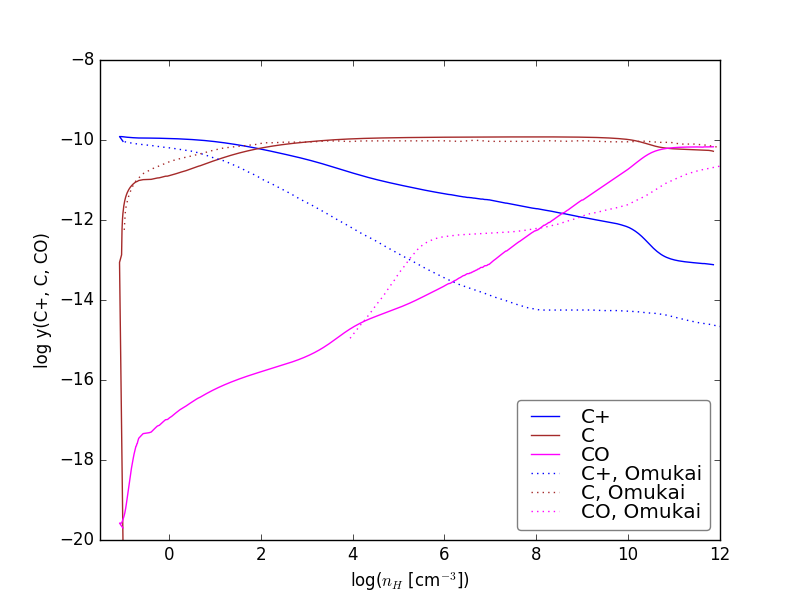 −8
−10
−12
−14
−16
−18
−20
log y(C+, C, CO)
0 2 4 6 8 10 12
log(n_H [cm⁻³])
C+
C
CO
C+, Omukai
C, Omukai
CO, Omukai